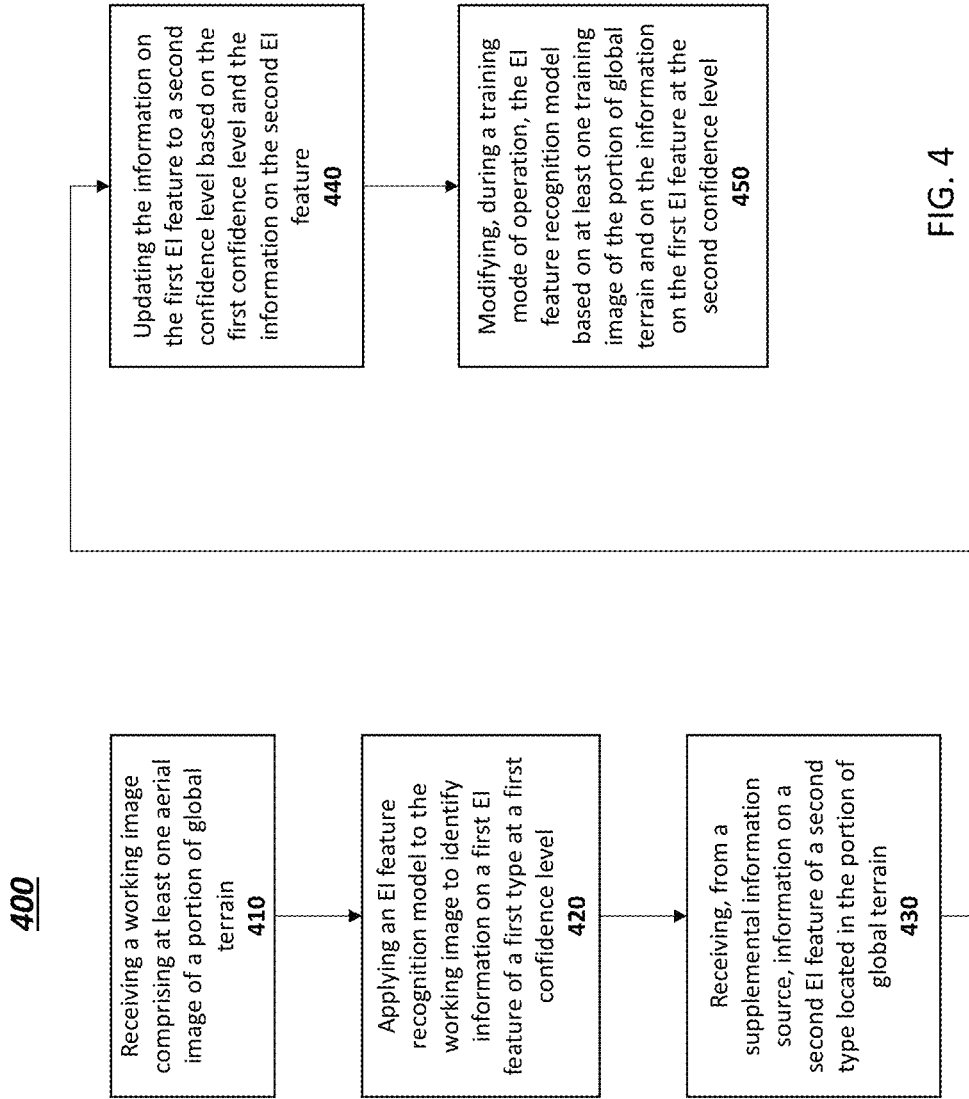 400
Receiving a working image
comprising at least one aerial
image of a portion of global
terrain
410
Applying an EI feature
recognition model to the
working image to identify
information on a first EI
feature of a first type at a first
confidence level
420
Receiving, from a
supplemental information
source, information on a
second EI feature of a second
type located in the portion of
global terrain
430
Updating the information on
the first EI feature to a second
confidence level based on the
first confidence level and the
information on the second EI
feature
440
Modifying, during a training
mode of operation, the EI
feature recognition model
based on at least one training
image of the portion of global
terrain and on the information
on the first EI feature at the
second confidence level
450
FIG. 4